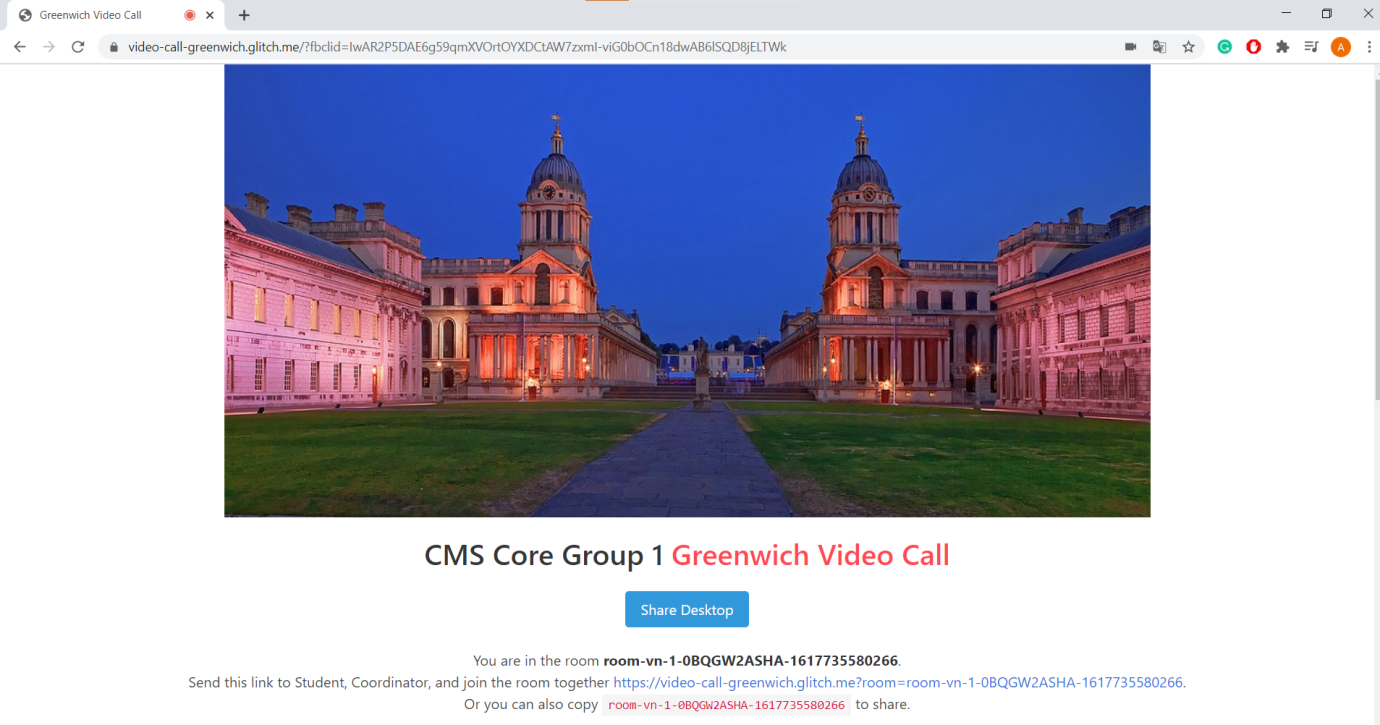 Greenwich Video Call
video-call-greenwich.glitch.me/?fbclid=IwAR2P5DAE6g59qmXVOrtOYXDCtAW7zxmI-viG0bOCn18dwAB6lSQD8jELTWk
A
CMS Core Group 1 Greenwich Video Call
Share Desktop
You are in the room room-vn-1-0BQGW2ASHA-1617735580266.
Send this link to Student, Coordinator, and join the room together https://video-call-greenwich.glitch.me?room=room-vn-1-0BQGW2ASHA-1617735580266.
Or you can also copy room-vn-1-0BQGW2ASHA-1617735580266 to share.